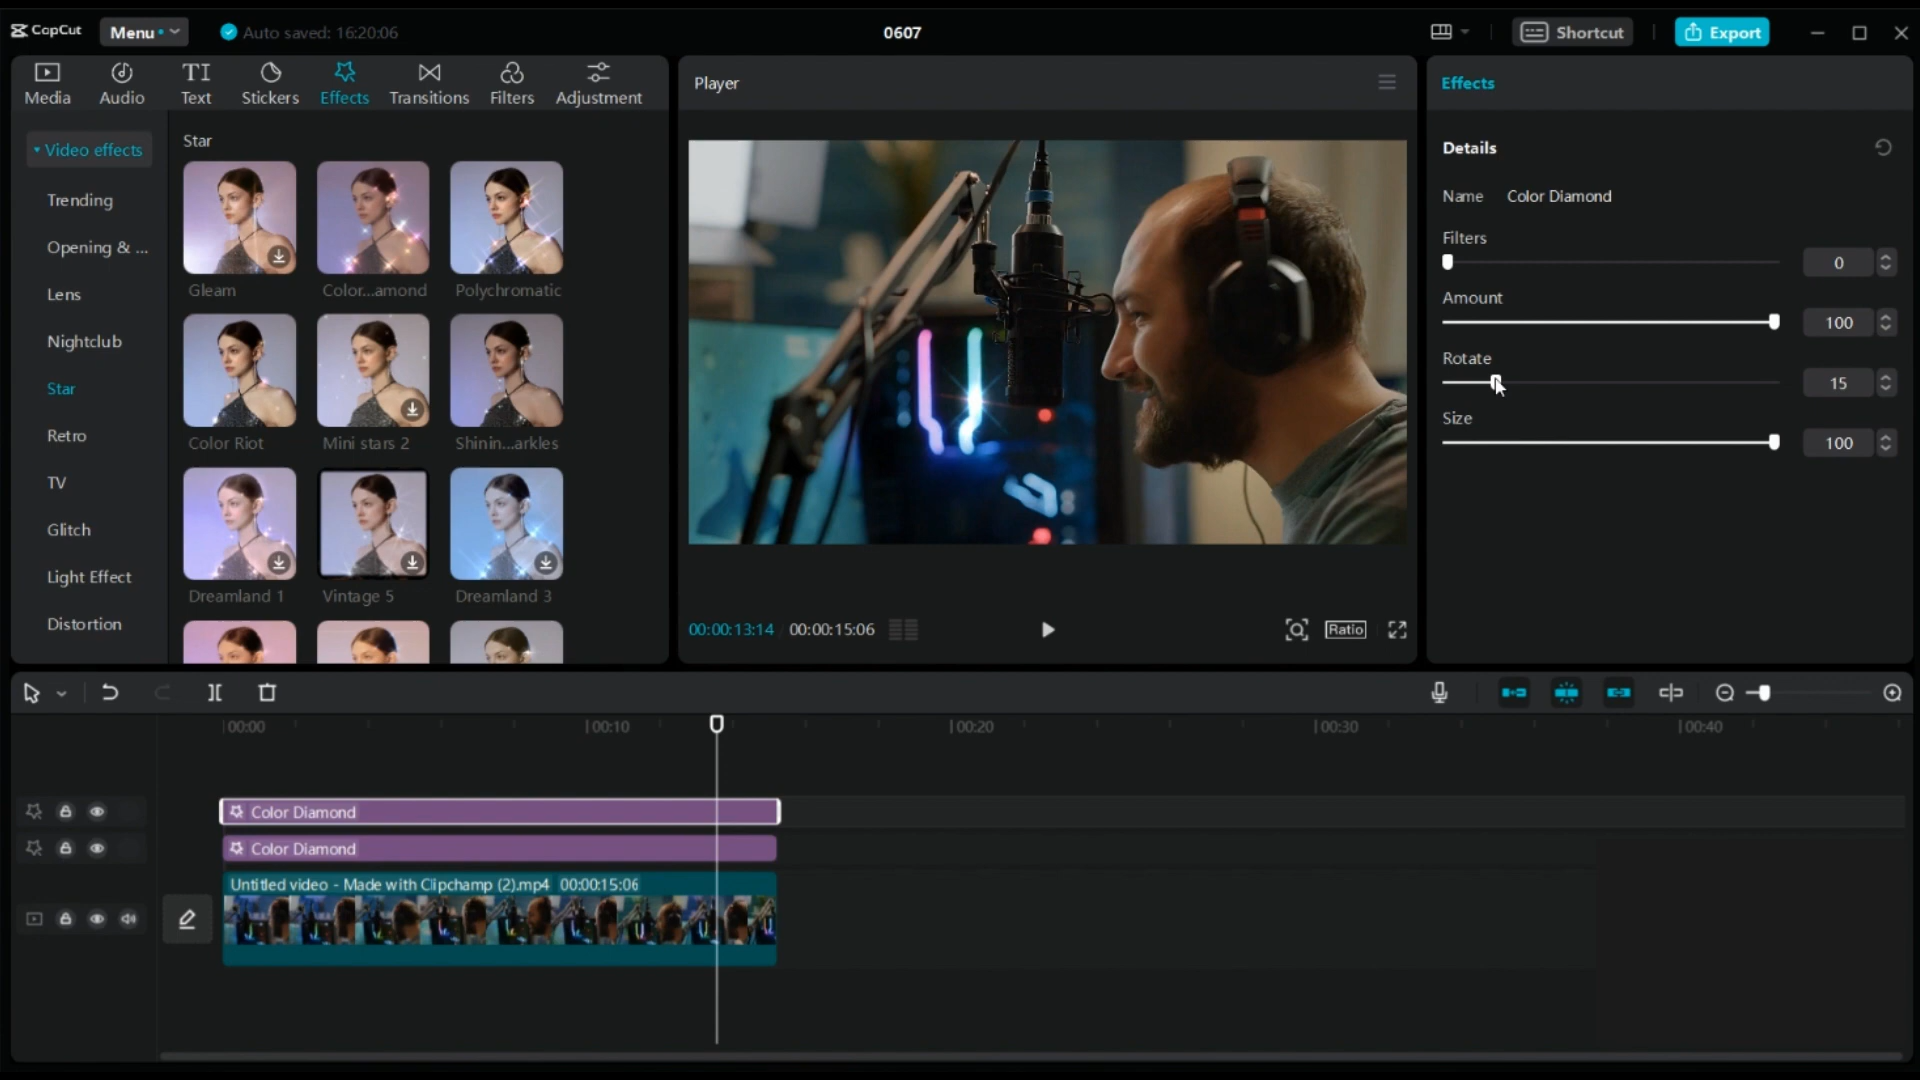 CapCut
Menu
Auto saved: 16:20:06
0607
Shortcut
Export
Media
Audio
TI
Text
Stickers
Effects
Transitions
Filters
Adjustment
Video effects
Trending
Opening & ...
Lens
Nightclub
Star
Retro
TV
Glitch
Light Effect
Distortion
Star
Gleam
Color...amond
Polychromatic
Color Riot
Mini stars 2
Shinin...arkles
Dreamland 1
Vintage 5
Dreamland 3
Player
00:00:13:14
00:00:15:06
Ratio
Effects
Details
Name Color Diamond
Filters
0
Amount
100
Rotate
15
Size
100
00:00
00:10
00:20
00:30
00:40
Color Diamond
Color Diamond
Untitled video - Made with Clipchamp (2).mp4 00:00:15:06